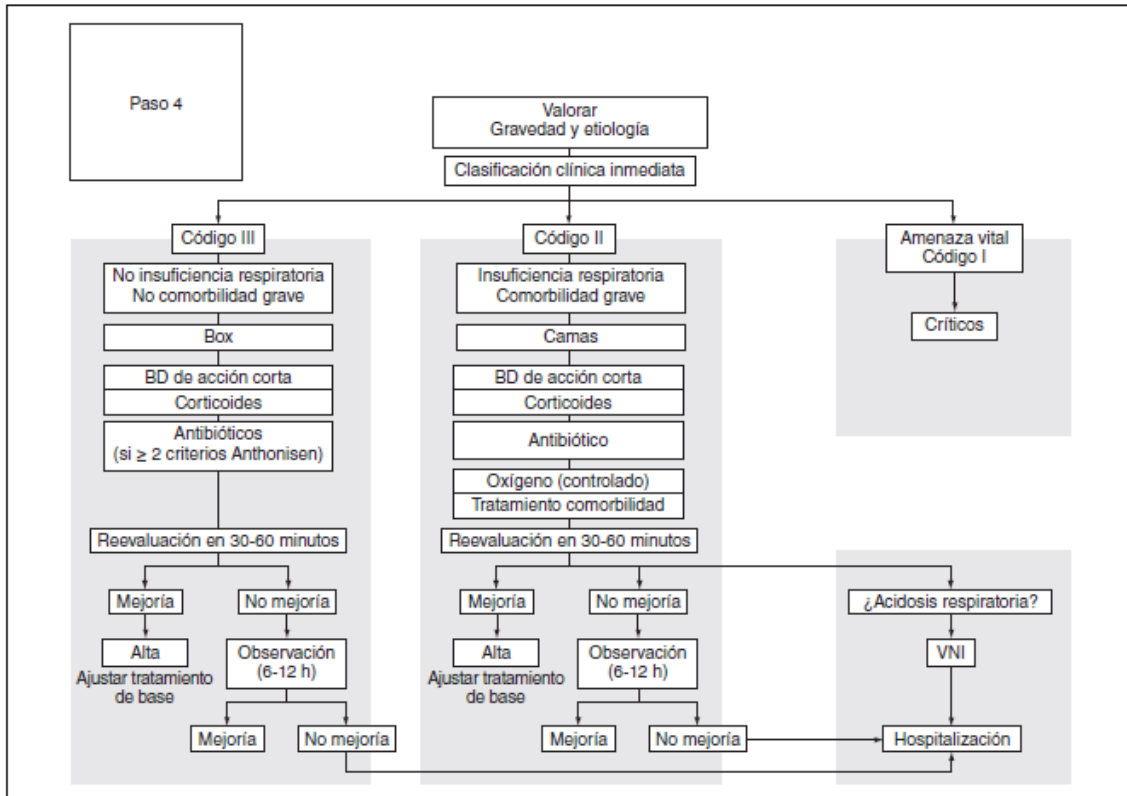 Paso 4
Valorar
Gravedad y etiología
Clasificación clínica inmediata
Código III
No insuficiencia respiratoria
No comorbilidad grave
Box
BD de acción corta
Corticoides
Antibióticos
(si ≥ 2 criterios Anthonisen)
Reevaluación en 30-60 minutos
Mejoría
No mejoría
Alta
Ajustar tratamiento
de base
Observación
(6-12 h)
Mejoría
No mejoría
Código II
Insuficiencia respiratoria
Comorbilidad grave
Camas
BD de acción corta
Corticoides
Antibiótico
Oxígeno (controlado)
Tratamiento comorbilidad
Reevaluación en 30-60 minutos
Mejoría
No mejoría
Alta
Ajustar tratamiento
de base
Observación
(6-12 h)
Mejoría
No mejoría
Amenaza vital
Código I
Críticos
¿Acidosis respiratoria?
VNI
Hospitalización